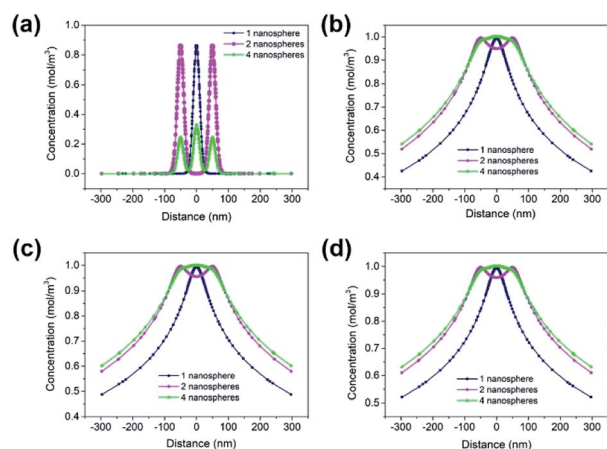 (a)
Concentration (mol/m³)
1.0
0.8
0.6
0.4
0.2
0.0
1 nanosphere
2 nanospheres
4 nanospheres
-300 -200 -100 0 100 200 300
Distance (nm)
(b)
Concentration (mol/m³)
1.0
0.9
0.8
0.7
0.6
0.5
0.4
1 nanosphere
2 nanospheres
4 nanospheres
-300 -200 -100 0 100 200 300
Distance (nm)
(c)
Concentration (mol/m³)
1.1
1.0
0.9
0.8
0.7
0.6
0.5
0.4
1 nanosphere
2 nanospheres
4 nanospheres
-300 -200 -100 0 100 200 300
Distance (nm)
(d)
Concentration (mol/m³)
1.0
0.9
0.8
0.7
0.6
0.5
1 nanosphere
2 nanospheres
4 nanospheres
-300 -200 -100 0 100 200 300
Distance (nm)